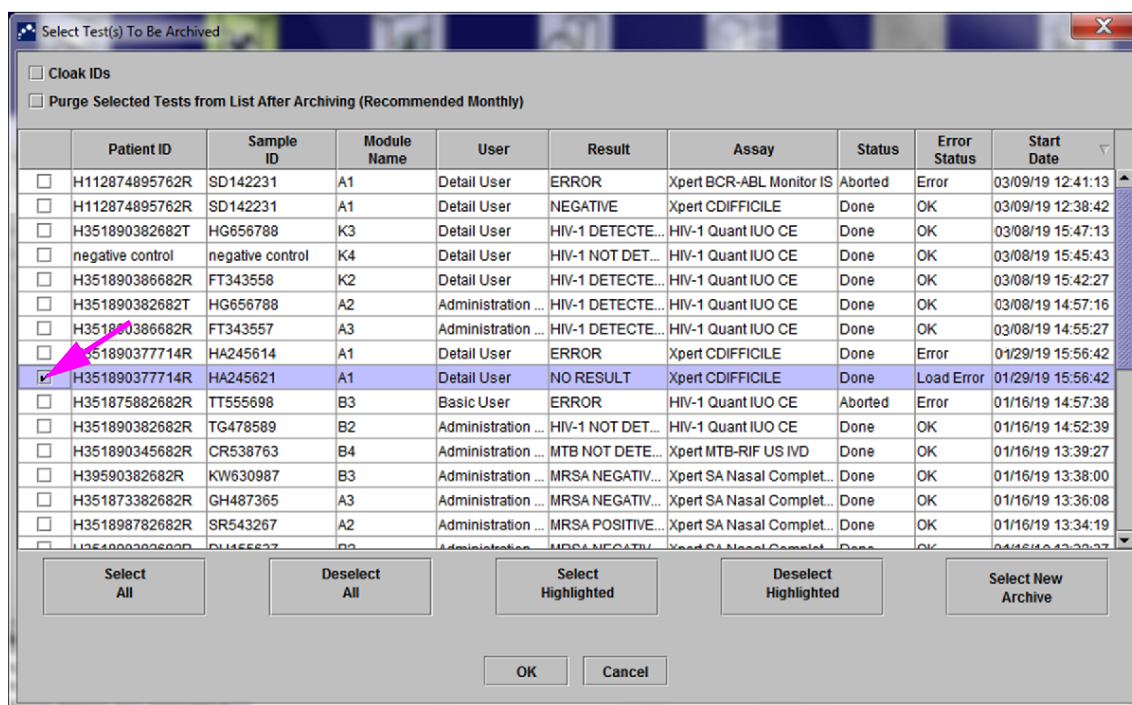 Select Test(s) To Be Archived
Cloak IDs
Purge Selected Tests from List After Archiving (Recommended Monthly)
Patient ID Sample ID Module Name User Result Assay Status Error Status Start Date
H112874895762R SD142231 A1 Detail User ERROR Xpert BCR-ABL Monitor IS Aborted Error 03/09/19 12:41:13
H112874895762R SD142231 A1 Detail User NEGATIVE Xpert CDIFFICILE Done OK 03/09/19 12:38:42
H351890382682T HG656788 K3 Detail User HIV-1 DETECTE... HIV-1 Quant IUO CE Done OK 03/08/19 15:47:13
negative control negative control K4 Detail User HIV-1 NOT DET... HIV-1 Quant IUO CE Done OK 03/08/19 15:45:43
H351890386682R FT343558 K2 Detail User HIV-1 DETECTE... HIV-1 Quant IUO CE Done OK 03/08/19 15:42:27
H351890382682T HG656788 A2 Administration ... HIV-1 DETECTE... HIV-1 Quant IUO CE Done OK 03/08/19 14:57:16
H351890386682R FT343557 A3 Administration ... HIV-1 DETECTE... HIV-1 Quant IUO CE Done OK 03/08/19 14:55:27
HA245614 A1 Detail User ERROR Xpert CDIFFICILE Done Error 01/29/19 15:56:42
H351890377714R HA245621 A1 Detail User NO RESULT Xpert CDIFFICILE Done Load Error 01/29/19 15:56:42
H351875882682R TT555698 B3 Basic User ERROR HIV-1 Quant IUO CE Aborted Error 01/16/19 14:57:38
H351890382682R TG478589 B2 Administration ... HIV-1 NOT DET... HIV-1 Quant IUO CE Done OK 01/16/19 14:52:39
H351890345682R CR538763 B4 Administration ... MTB NOT DETE... Xpert MTB-RIF US IVD Done OK 01/16/19 13:39:27
H39590382682R KW630987 B3 Administration ... MRSA NEGATIV... Xpert SA Nasal Complet... Done OK 01/16/19 13:38:00
H351873382682R GH487365 A3 Administration ... MRSA NEGATIV... Xpert SA Nasal Complet... Done OK 01/16/19 13:36:08
H351898782682R SR543267 A2 Administration ... MRSA POSITIVE... Xpert SA Nasal Complet... Done OK 01/16/19 13:34:19
Select All Deselect All Select Highlighted Deselect Highlighted Select New Archive
OK Cancel